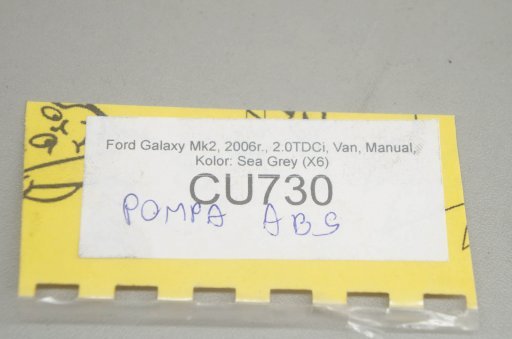 Ford Galaxy Mk2, 2006r., 2.0TDCi, Van, Manual,
Kolor: Sea Grey (X6)
CU730
POMPA ABS